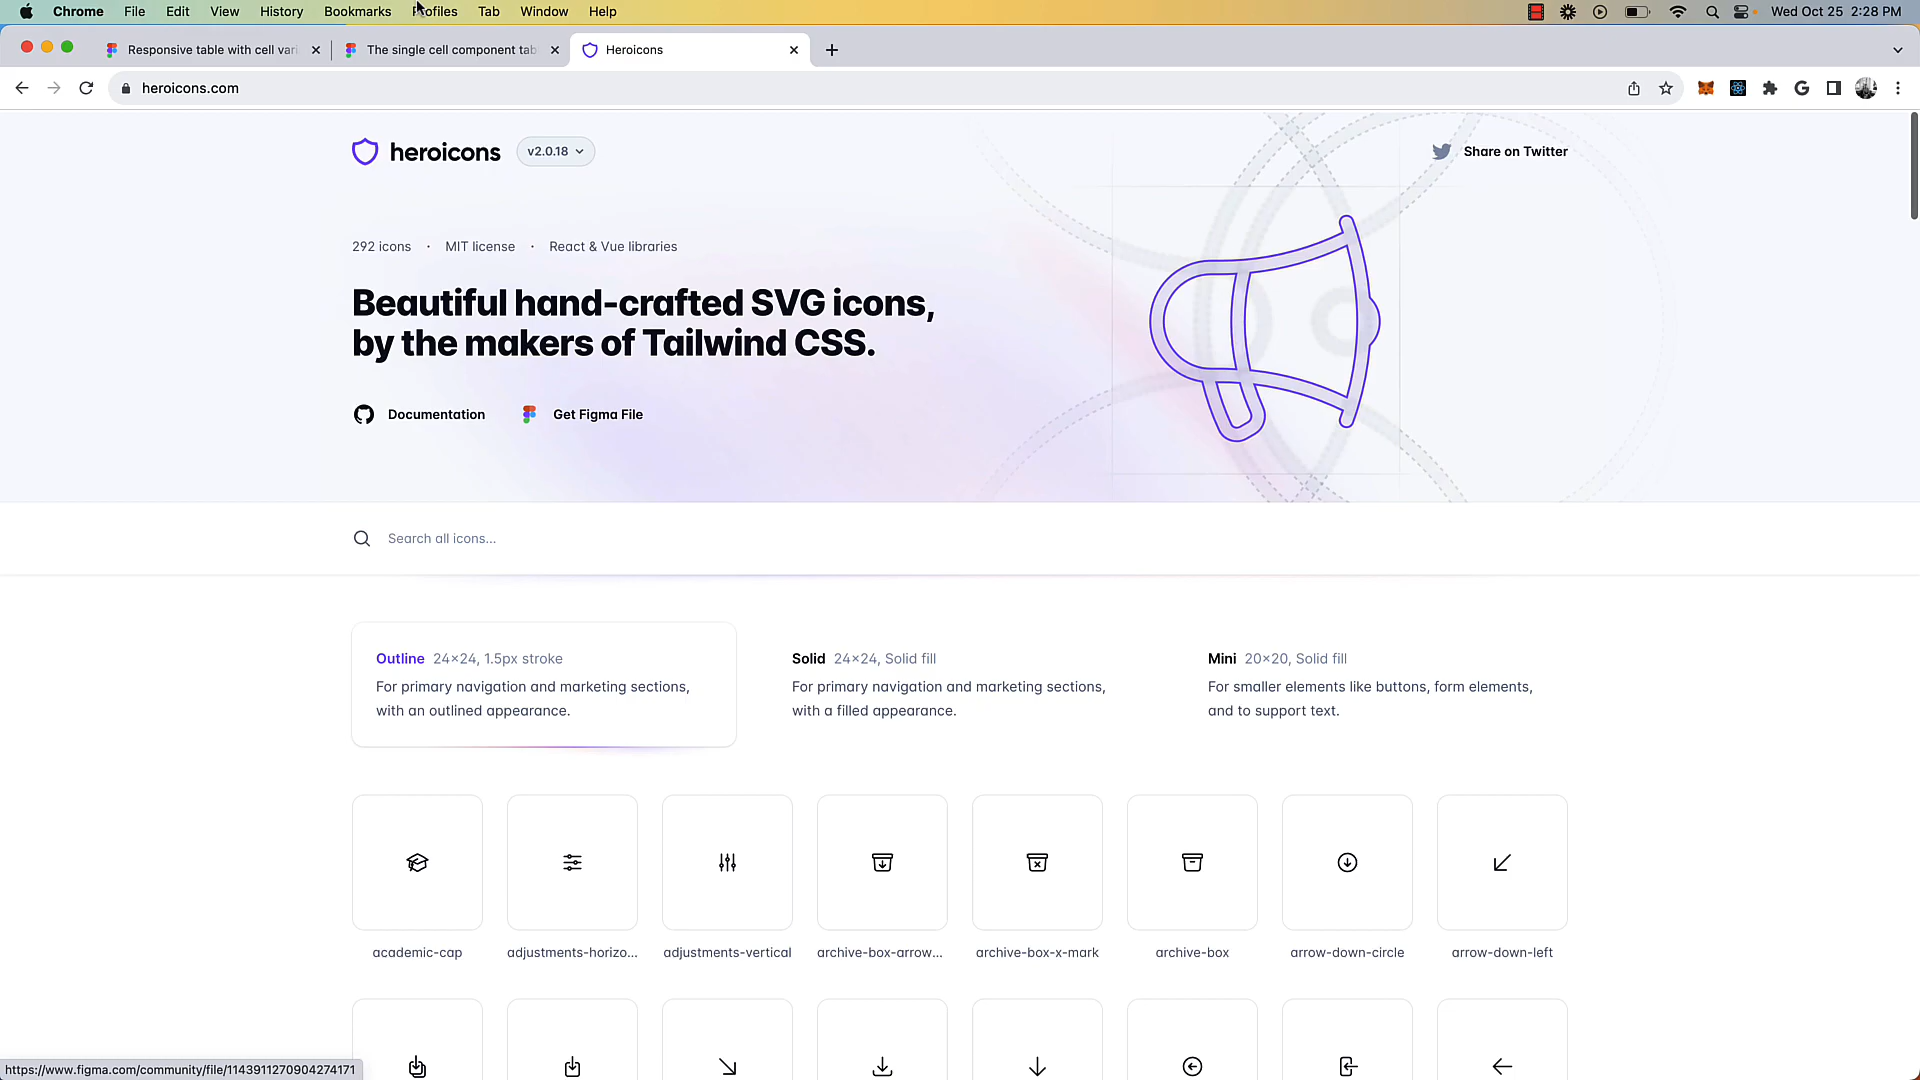 Chrome File Edit View History Bookmarks Profiles Tab Window Help Wed Oct 25 2:28 PM
Responsive table with cell vari The single cell component tab Heroicons
heroicons.com
heroicons v2.0.18 Share on Twitter
292 icons · MIT license · React & Vue libraries
Beautiful hand-crafted SVG icons,
by the makers of Tailwind CSS.
Documentation Get Figma File
Search all icons...
Outline 24×24, 1.5px stroke
For primary navigation and marketing sections,
with an outlined appearance.
Solid 24×24, Solid fill
For primary navigation and marketing sections,
with a filled appearance.
Mini 20×20, Solid fill
For smaller elements like buttons, form elements,
and to support text.
academic-cap adjustments-horizo... adjustments-vertical archive-box-arrow... archive-box-x-mark archive-box arrow-down-circle arrow-down-left
https://www.figma.com/community/file/1143911270904274171